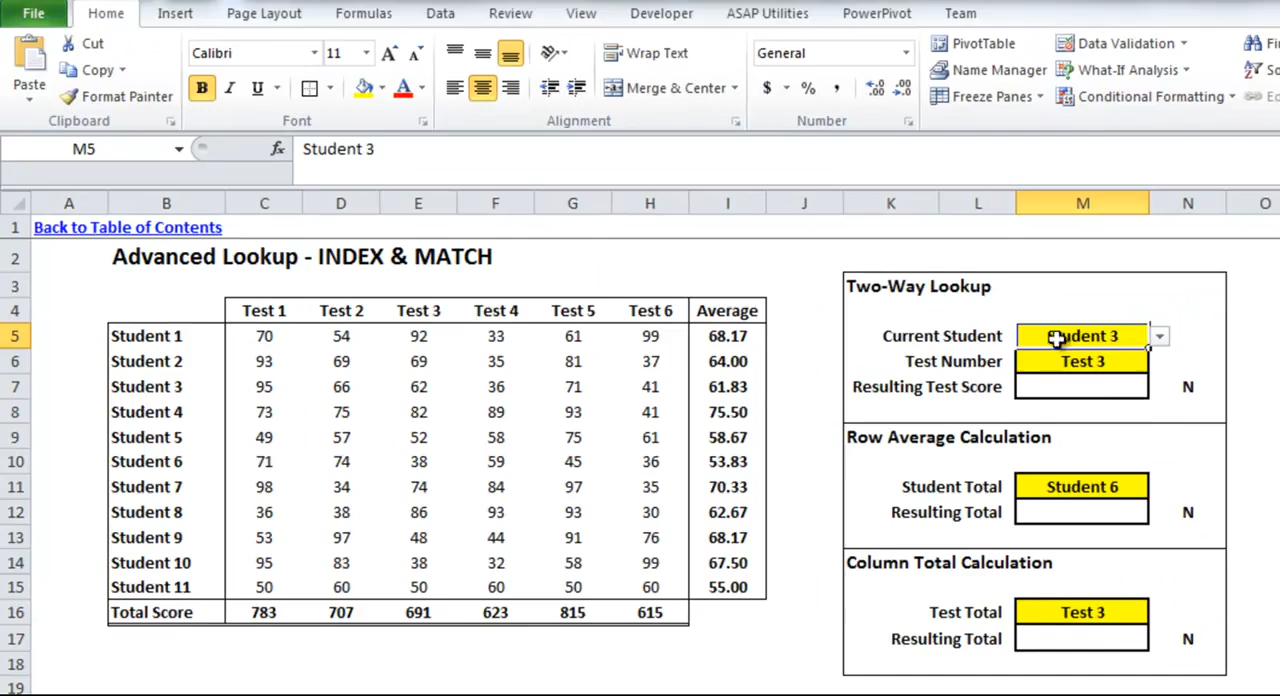 File Home Insert Page Layout Formulas Data Review View Developer ASAP Utilities PowerPivot Team
Cut Calibri 11 A A Wrap Text General PivotTable Data Validation
Paste Copy Name Manager What-If Analysis
Format Painter B I U A Merge & Center $ % , .00 .00 Freeze Panes Conditional Formatting
Clipboard Font Alignment Number
M5 fx Student 3
A B C D E F G H I J K L M N O
1 Back to Table of Contents
2 Advanced Lookup - INDEX & MATCH
3 Two-Way Lookup
4 Test 1 Test 2 Test 3 Test 4 Test 5 Test 6 Average
5 Student 1 70 54 92 33 61 99 68.17 Current Student Student 3
6 Student 2 93 69 69 35 81 37 64.00 Test Number Test 3
7 Student 3 95 66 62 36 71 41 61.83 Resulting Test Score N
8 Student 4 73 75 82 89 93 41 75.50
9 Student 5 49 57 52 58 75 61 58.67 Row Average Calculation
10 Student 6 71 74 38 59 45 36 53.83
11 Student 7 98 34 74 84 97 35 70.33 Student Total Student 6
12 Student 8 36 38 86 93 93 30 62.67 Resulting Total N
13 Student 9 53 97 48 44 91 76 68.17
14 Student 10 95 83 38 32 58 99 67.50 Column Total Calculation
15 Student 11 50 60 50 60 50 60 55.00
16 Total Score 783 707 691 623 815 615 Test Total Test 3
17 Resulting Total N
18
19